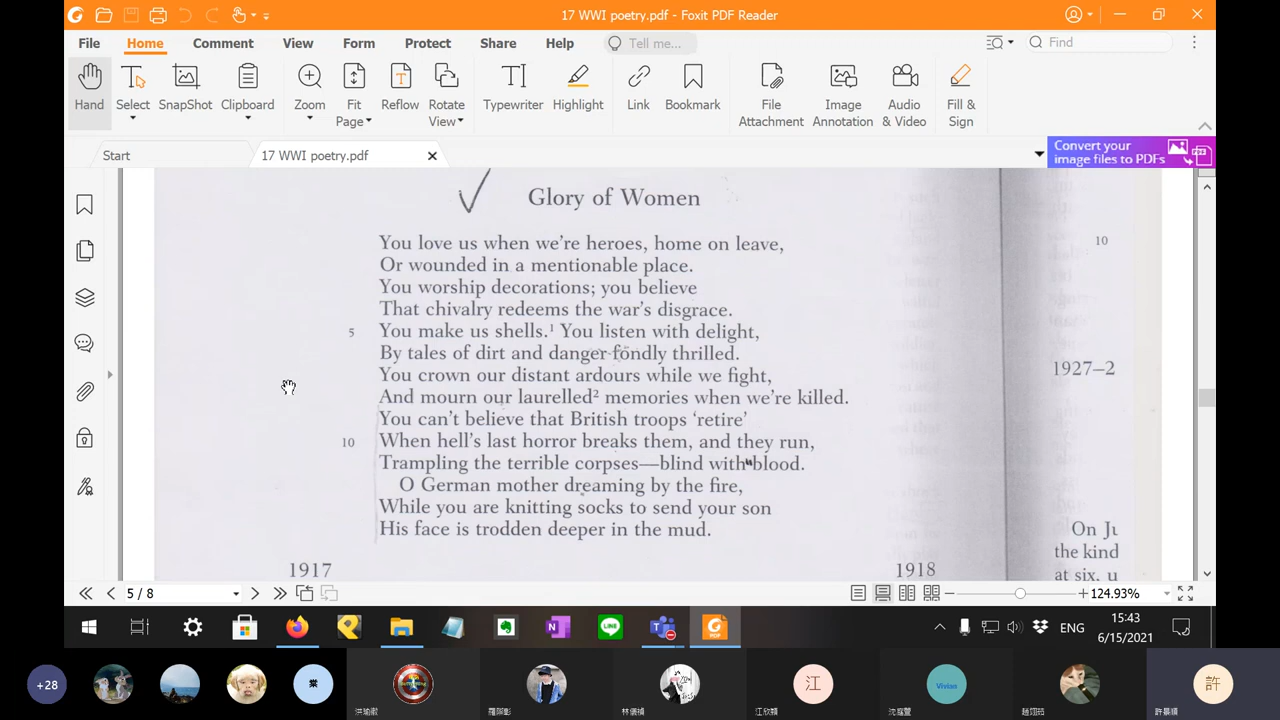 17 WWI poetry.pdf - Foxit PDF Reader
File Home Comment View Form Protect Share Help Tell me... Find
Hand Select SnapShot Clipboard Zoom Fit Page Reflow Rotate View Typewriter Highlight Link Bookmark File Attachment Image Annotation Audio & Video Fill & Sign
Start 17 WWI poetry.pdf
Convert your
image files to PDFs
Glory of Women
You love us when we're heroes, home on leave,
Or wounded in a mentionable place.
You worship decorations; you believe
That chivalry redeems the war's disgrace.
5 You make us shells.¹ You listen with delight,
By tales of dirt and danger fondly thrilled.
You crown our distant ardours while we fight,
And mourn our laurelled² memories when we're killed.
You can't believe that British troops 'retire'
10 When hell's last horror breaks them, and they run,
Trampling the terrible corpses—blind with blood.
O German mother dreaming by the fire,
While you are knitting socks to send your son
His face is trodden deeper in the mud.
1917 1918
10
1927–2
On Ju
the kind
at six, u
5 / 8 124.93%
PDF
LINE
ENG
15:43
6/15/2021
+28
業
江
Vivian
許
江欣穎